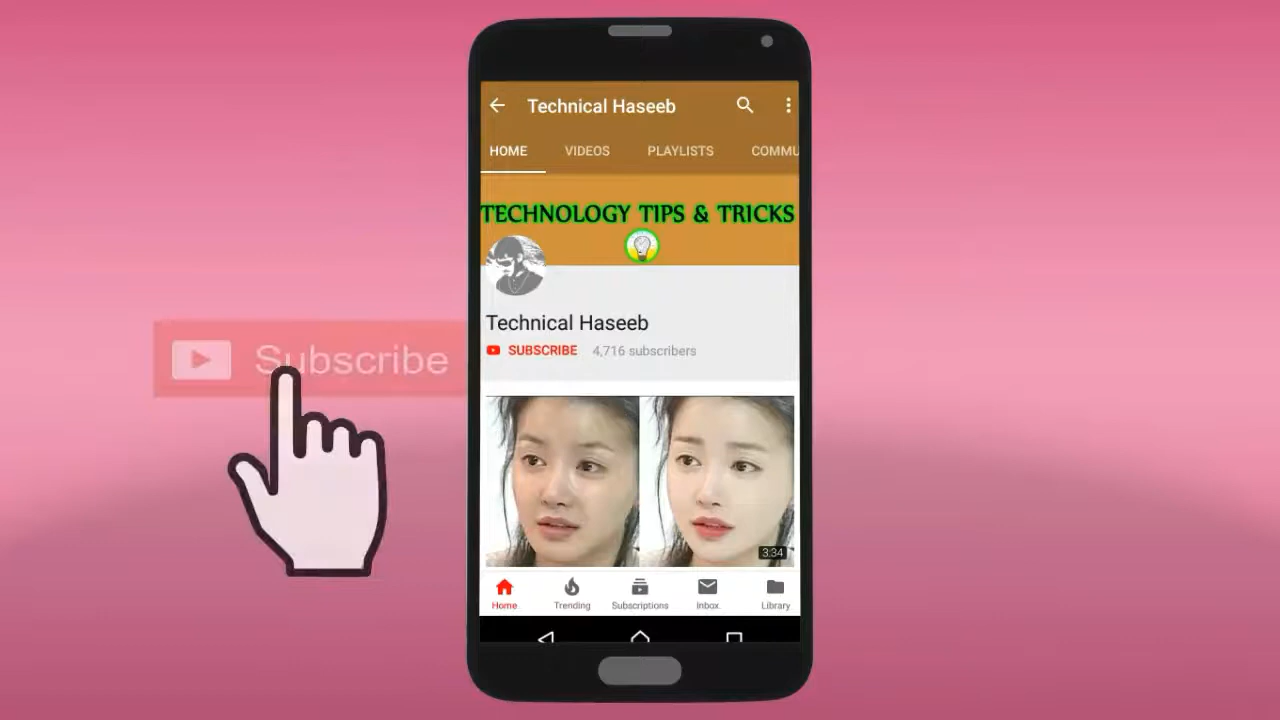 Technical Haseeb
HOME VIDEOS PLAYLISTS COMMU
TECHNOLOGY TIPS & TRICKS
Technical Haseeb
SUBSCRIBE 4,716 subscribers
Subscribe
3:34
Home Trending Subscriptions Inbox Library